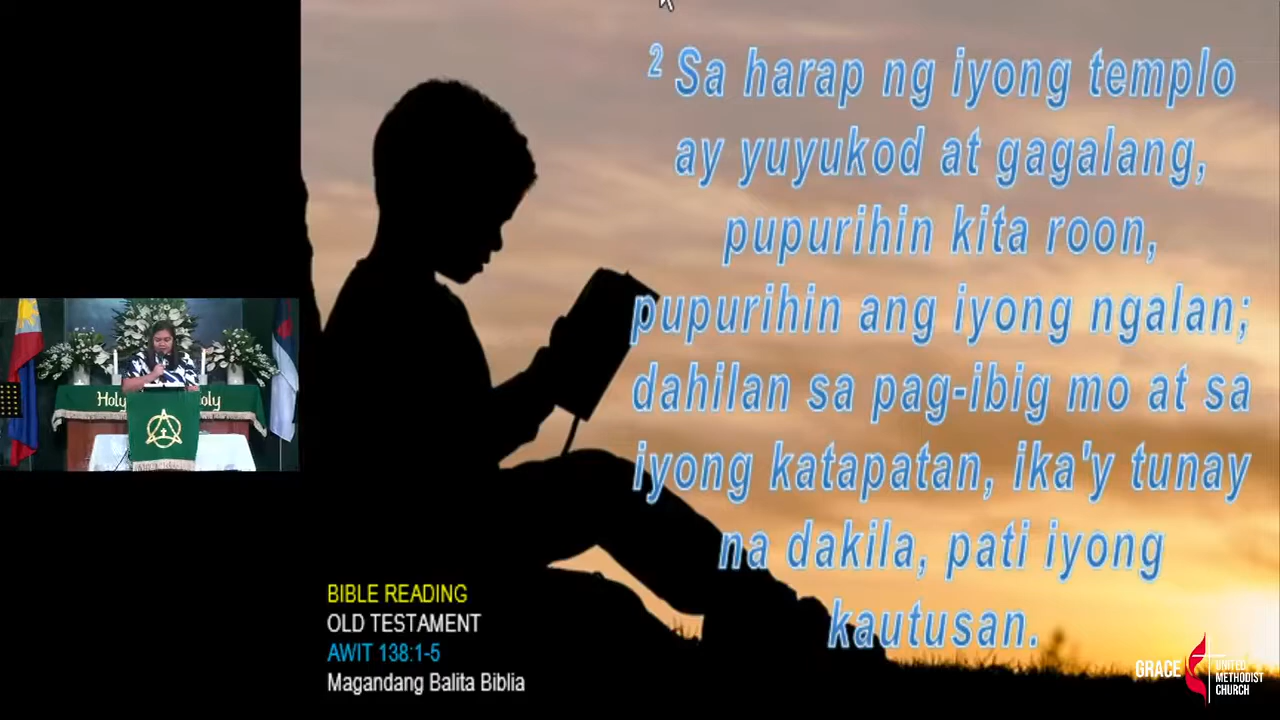 ² Sa harap ng iyong templo
ay yuyukod at gagalang,
pupurihin kita roon,
pupurihin ang iyong ngalan;
dahilan sa pag-ibig mo at sa
iyong katapatan, ika'y tunay
na dakila, pati iyong
kautusan.
Holy
oly
BIBLE READING
OLD TESTAMENT
AWIT 138:1-5
Magandang Balita Biblia
GRACE
UNITED
METHODIST
CHURCH